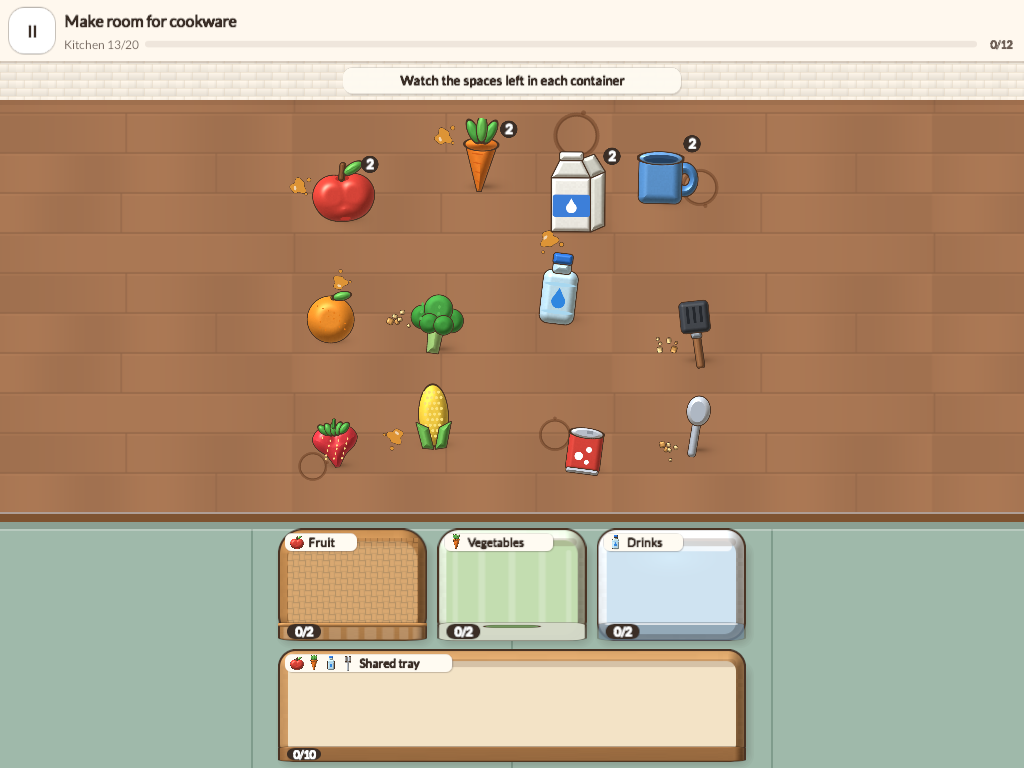 Make room for cookware
Kitchen 13/20
0/12
Watch the spaces left in each container
2
2
2
2
Fruit
Vegetables
Drinks
0/2
0/2
0/2
Shared tray
0/10